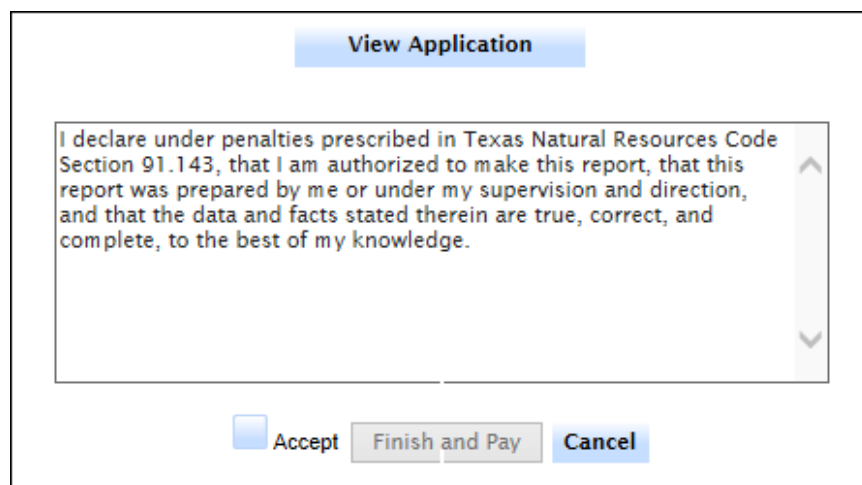 View Application
I declare under penalties prescribed in Texas Natural Resources Code
Section 91.143, that I am authorized to make this report, that this
report was prepared by me or under my supervision and direction,
and that the data and facts stated therein are true, correct, and
complete, to the best of my knowledge.
Accept Finish and Pay Cancel